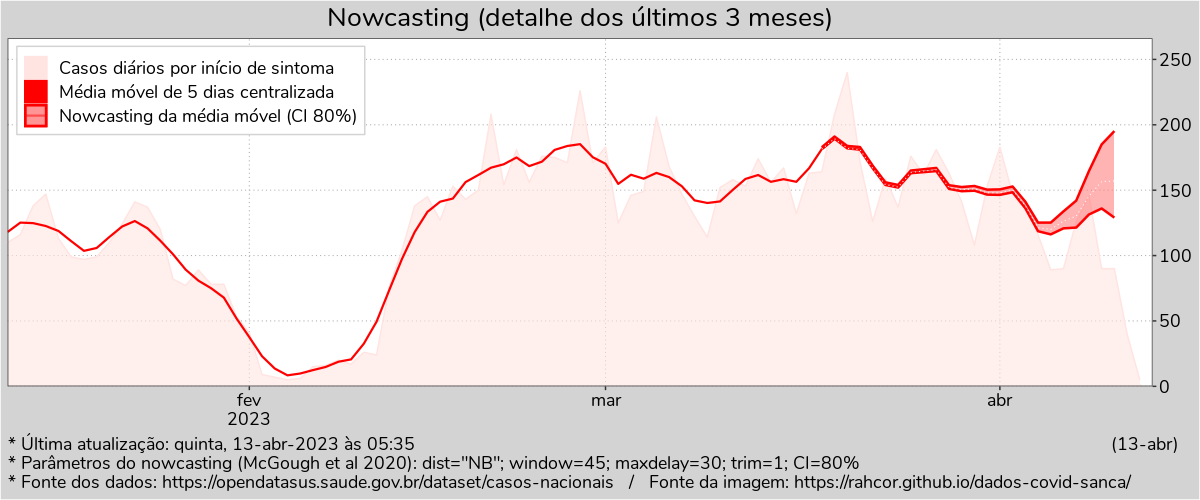 Nowcasting (detalhe dos últimos 3 meses)
Casos diários por início de sintoma
Média móvel de 5 dias centralizada
Nowcasting da média móvel (CI 80%)
250
200
150
100
50
0
fev
2023
mar
abr
* Última atualização: quinta, 13-abr-2023 às 05:35
(13-abr)
* Parâmetros do nowcasting (McGough et al 2020): dist="NB"; window=45; maxdelay=30; trim=1; CI=80%
* Fonte dos dados: https://opendatasus.saude.gov.br/dataset/casos-nacionais / Fonte da imagem: https://rahcor.github.io/dados-covid-sanca/